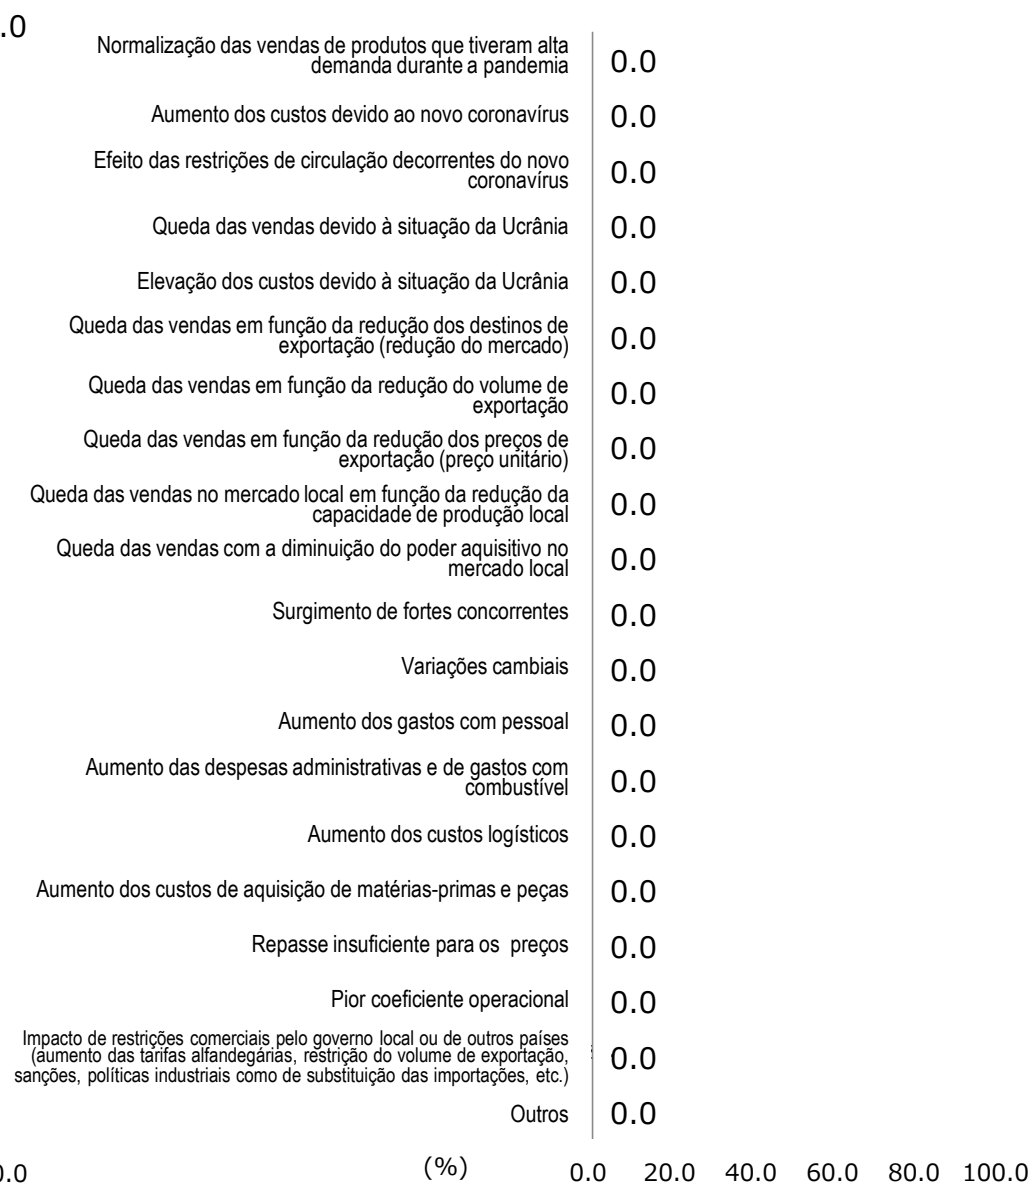 .0
Normalização das vendas de produtos que tiveram alta
demanda durante a pandemia
0.0
Aumento dos custos devido ao novo coronavírus
0.0
Efeito das restrições de circulação decorrentes do novo
coronavírus
0.0
Queda das vendas devido à situação da Ucrânia
0.0
Elevação dos custos devido à situação da Ucrânia
0.0
Queda das vendas em função da redução dos destinos de
exportação (redução do mercado)
0.0
Queda das vendas em função da redução do volume de
exportação
0.0
Queda das vendas em função da redução dos preços de
exportação (preço unitário)
0.0
Queda das vendas no mercado local em função da redução da
capacidade de produção local
0.0
Queda das vendas com a diminuição do poder aquisitivo no
mercado local
0.0
Surgimento de fortes concorrentes
0.0
Variações cambiais
0.0
Aumento dos gastos com pessoal
0.0
Aumento das despesas administrativas e de gastos com
combustível
0.0
Aumento dos custos logísticos
0.0
Aumento dos custos de aquisição de matérias-primas e peças
0.0
Repasse insuficiente para os preços
0.0
Pior coeficiente operacional
0.0
Impacto de restrições comerciais pelo governo local ou de outros países
(aumento das tarifas alfandegárias, restrição do volume de exportação,
sanções, políticas industriais como de substituição das importações, etc.)
0.0
Outros
0.0
0.0 (%) 0.0 20.0 40.0 60.0 80.0 100.0